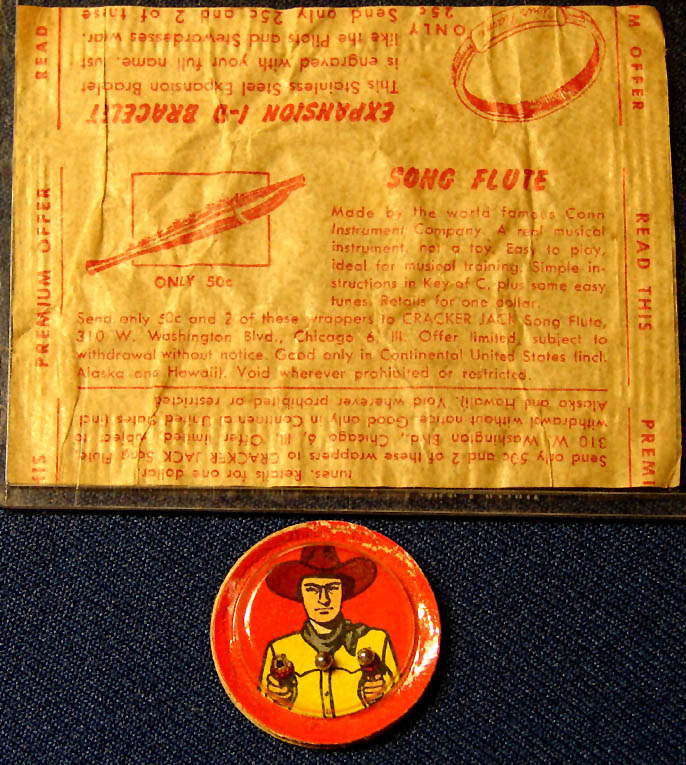 EXPANSION I-D BRACELET
This Stainless Steel Expansion Bracelet
is engraved with your full name. Just
like the Pilots and Stewardesses wear.
Send only 25c and 2 of these
ONLY
25c
READ
PREMIUM OFFER
HIS
M OFFER
READ THIS
PREMI
SONG FLUTE
Made by the world famous Conn
Instrument Company. A real musical
instrument, not a toy. Easy to play,
ideal for musical training. Simple in-
structions in Key of C, plus some easy
tunes. Retails for one dollar.
ONLY 50c
Send only 50c and 2 of these wrappers to CRACKER JACK Song Flute,
310 W. Washington Blvd., Chicago 6, Ill. Offer limited, subject to
withdrawal without notice. Good only in Continental United States (incl.
Alaska and Hawaii). Void wherever prohibited or restricted.
tunes. Retails for one dollar.
Send only 50c and 2 of these wrappers to CRACKER JACK Song Flute
310 W. Washington Blvd., Chicago 6, Ill. Offer limited, subject to
withdrawal without notice. Good only in Continental United States (incl
Alaska and Hawaii). Void wherever prohibited or restricted